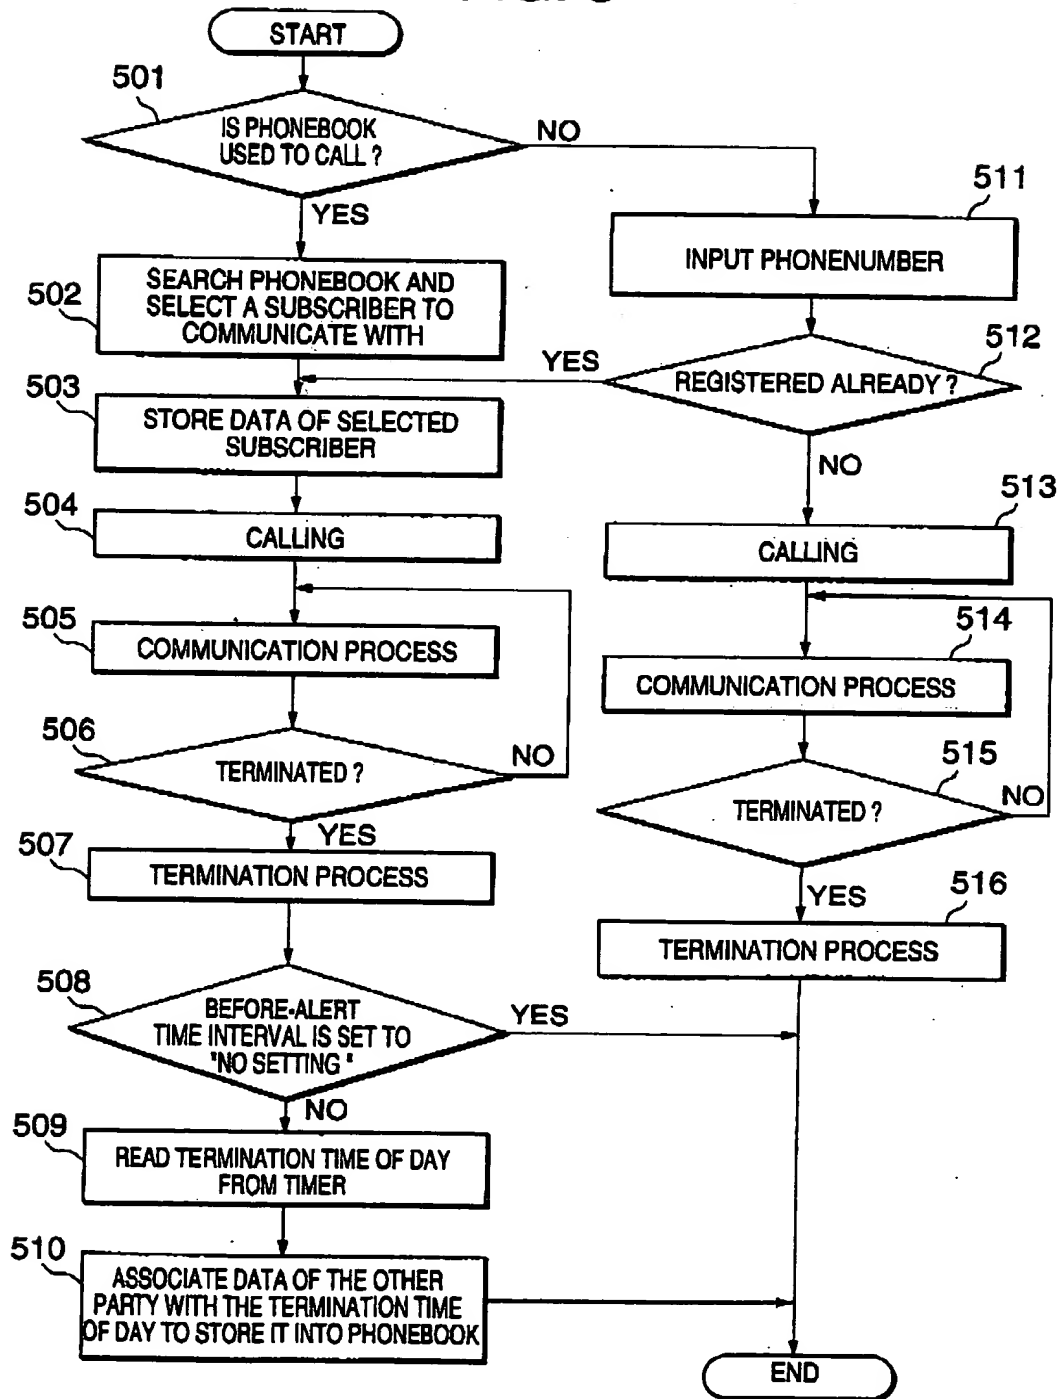 START
501
IS PHONEBOOK
USED TO CALL ?
NO
YES
511
INPUT PHONENUMBER
502
SEARCH PHONEBOOK AND
SELECT A SUBSCRIBER TO
COMMUNICATE WITH
512
REGISTERED ALREADY ?
YES
NO
503
STORE DATA OF SELECTED
SUBSCRIBER
504
CALLING
513
CALLING
505
COMMUNICATION PROCESS
514
COMMUNICATION PROCESS
506
TERMINATED ?
NO
YES
515
TERMINATED ?
NO
YES
507
TERMINATION PROCESS
516
TERMINATION PROCESS
508
BEFORE-ALERT
TIME INTERVAL IS SET TO
"NO SETTING "
YES
NO
509
READ TERMINATION TIME OF DAY
FROM TIMER
510
ASSOCIATE DATA OF THE OTHER
PARTY WITH THE TERMINATION TIME
OF DAY TO STORE IT INTO PHONEBOOK
END